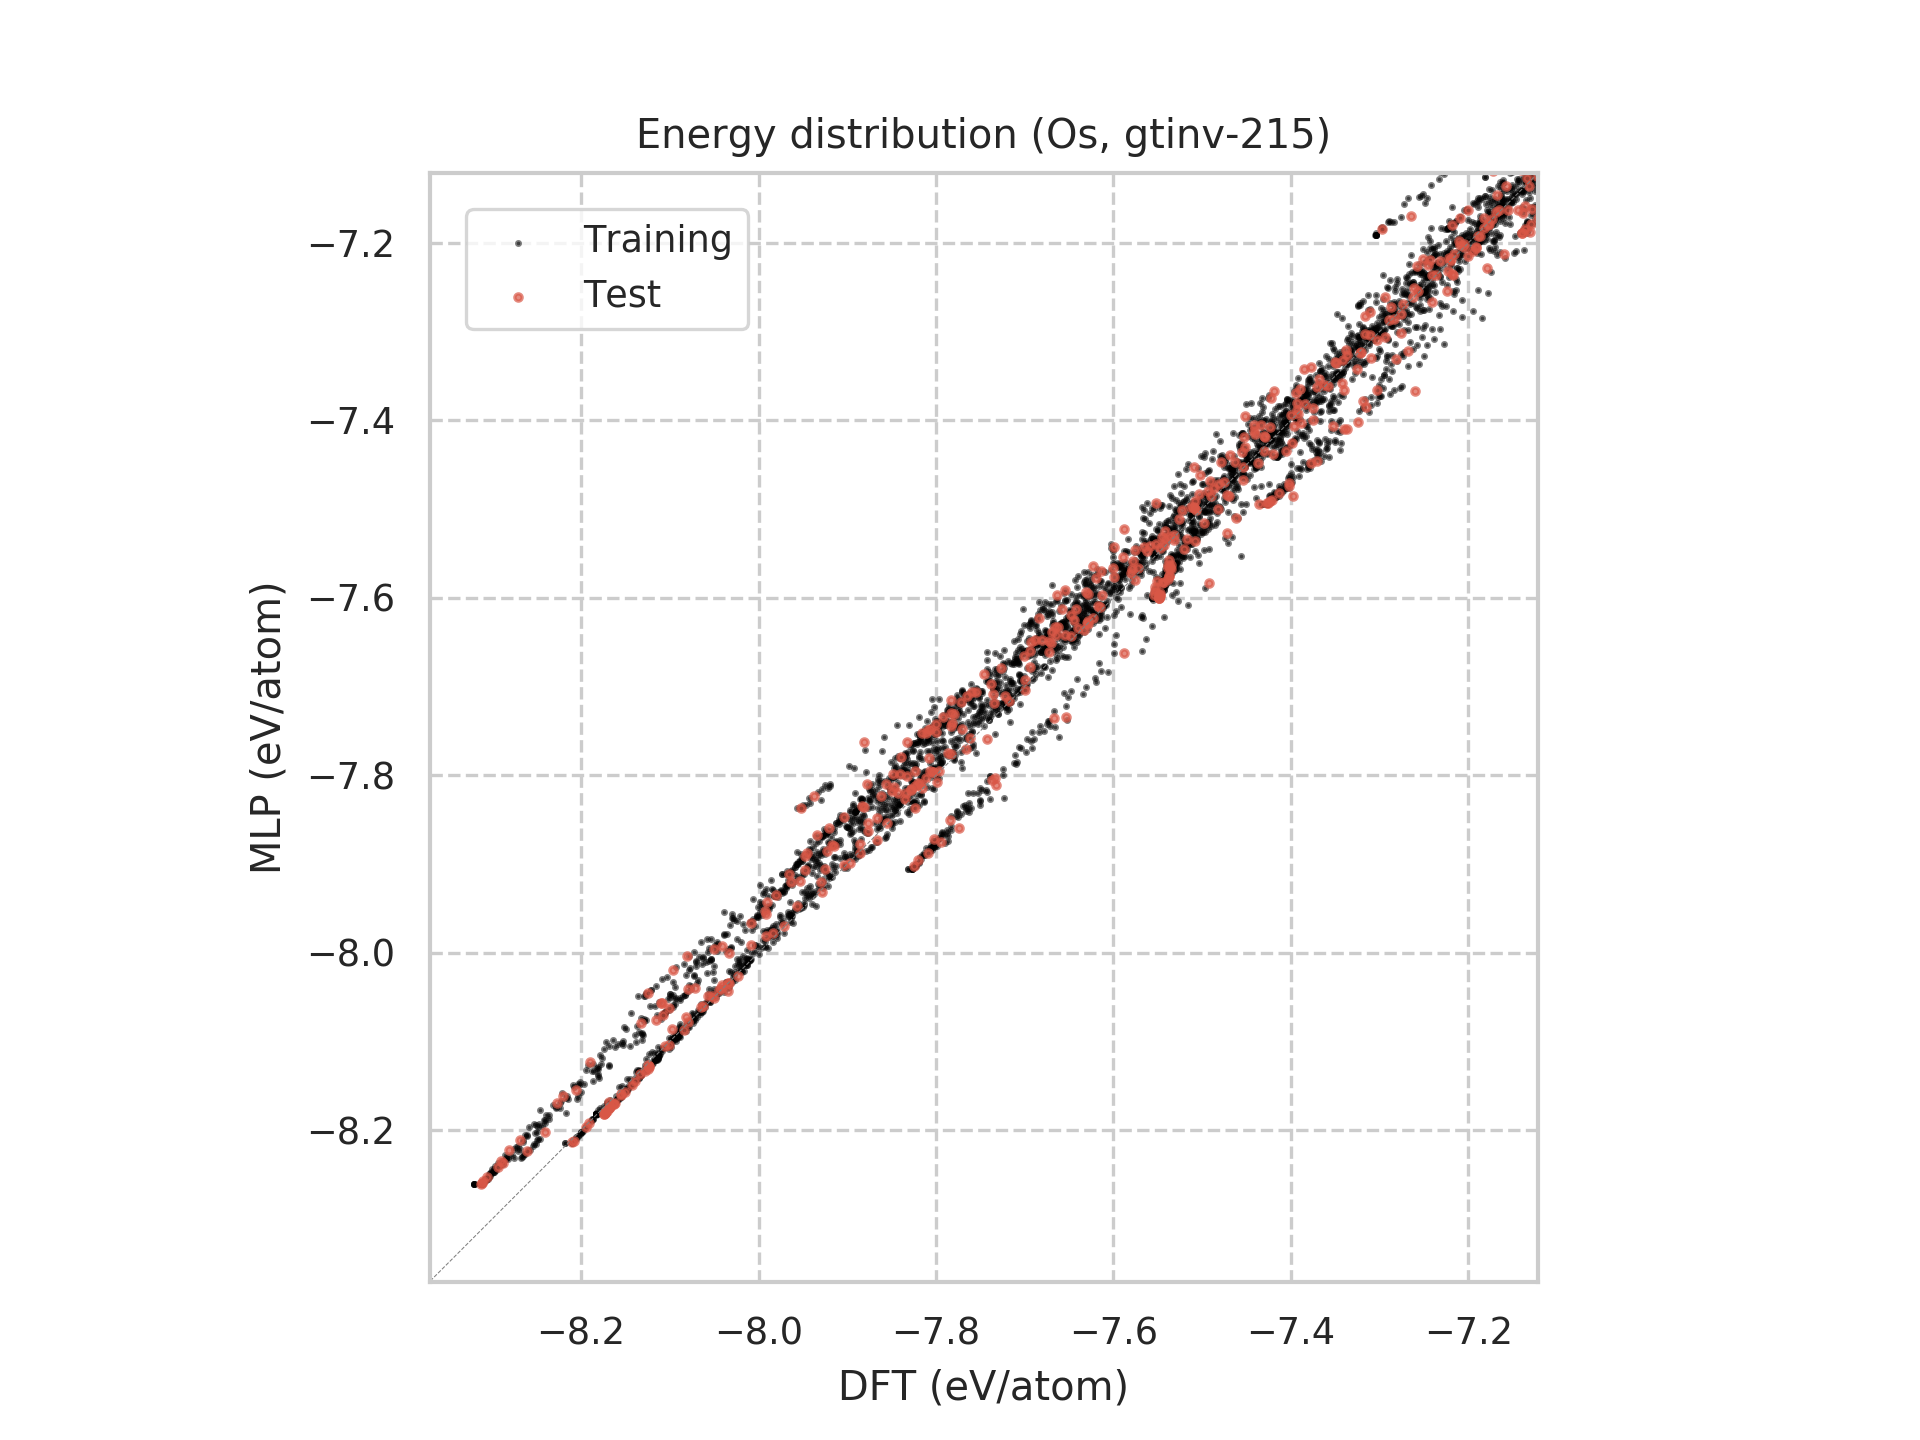 Energy distribution (Os, gtinv-215)
Training
Test
−7.2
−7.4
−7.6
−7.8
−8.0
−8.2
MLP (eV/atom)
−8.2 −8.0 −7.8 −7.6 −7.4 −7.2
DFT (eV/atom)